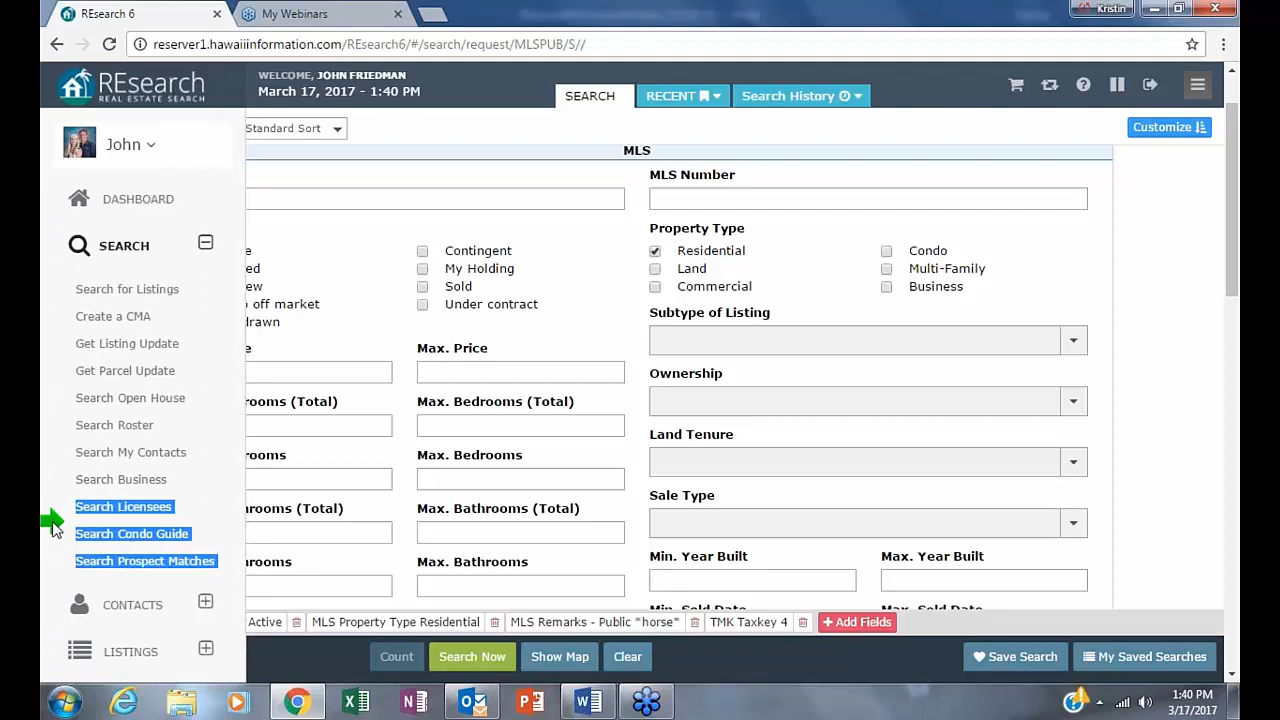 REsearch 6
My Webinars
Kristin
reserver1.hawaiiinformation.com/REsearch6/#/search/request/MLSPUB/S//
REsearch
REAL ESTATE SEARCH
WELCOME, JOHN FRIEDMAN
March 17, 2017 - 1:40 PM
SEARCH
RECENT
Search History
John
Standard Sort
Customize
MLS
DASHBOARD
SEARCH
Search for Listings
Create a CMA
Get Listing Update
Get Parcel Update
Search Open House
Search Roster
Search My Contacts
Search Business
Search Licensees
Search Condo Guide
Search Prospect Matches
CONTACTS
LISTINGS
e
ed
ew
off market
drawn
Contingent
My Holding
Sold
Under contract
e
Max. Price
rooms (Total)
Max. Bedrooms (Total)
rooms
Max. Bedrooms
rooms (Total)
Max. Bathrooms (Total)
rooms
Max. Bathrooms
MLS Number
Property Type
Residential
Condo
Land
Multi-Family
Commercial
Business
Subtype of Listing
Ownership
Land Tenure
Sale Type
Min. Year Built
Max. Year Built
Min. Sold Date
Active
MLS Property Type Residential
MLS Remarks - Public *horse*
TMK Taxkey 4
+ Add Fields
Count
Search Now
Show Map
Clear
Save Search
My Saved Searches
1:40 PM
3/17/2017